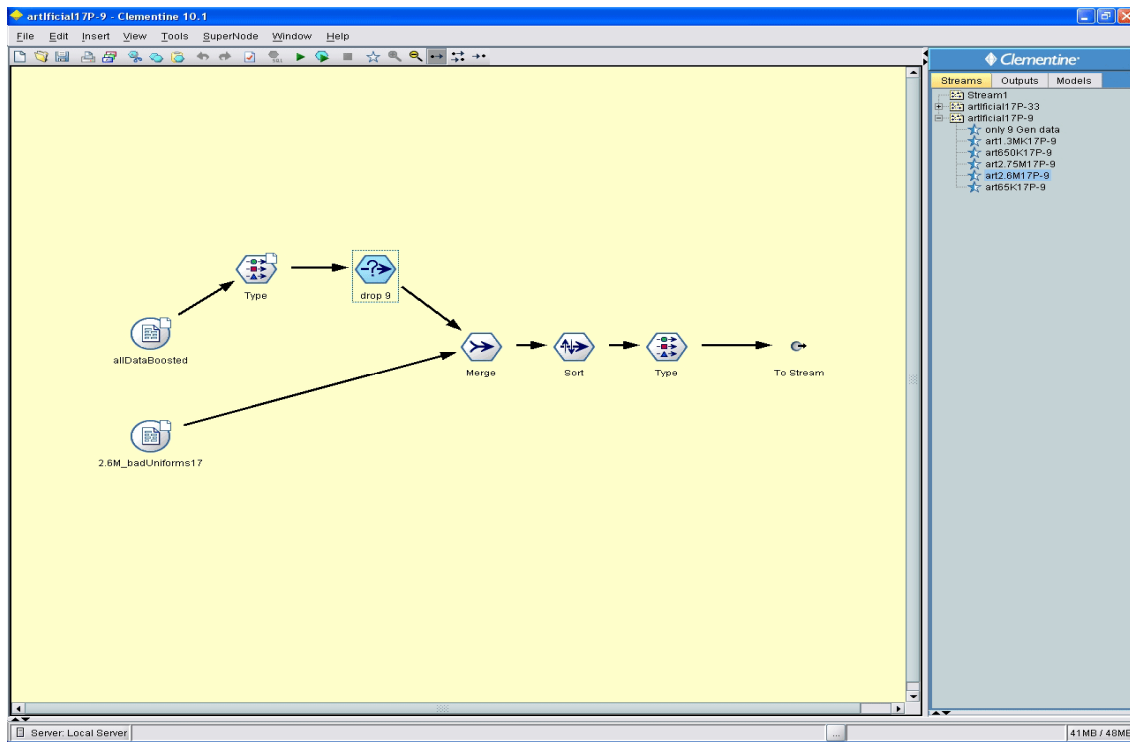 artIficial17P-9 - Clementine 10.1
File Edit Insert View Tools SuperNode Window Help
Clementine
Streams Outputs Models
Stream1
artIficial17P-33
artIficial17P-9
only 9 Gen data
art1.3MK17P-9
art650K17P-9
art2.75M17P-9
art2.6M17P-9
art65K17P-9
Type
drop 9
allDataBoosted
Merge
Sort
Type
To Stream
2.6M_badUniforms17
Server: Local Server
...
41MB / 48MB